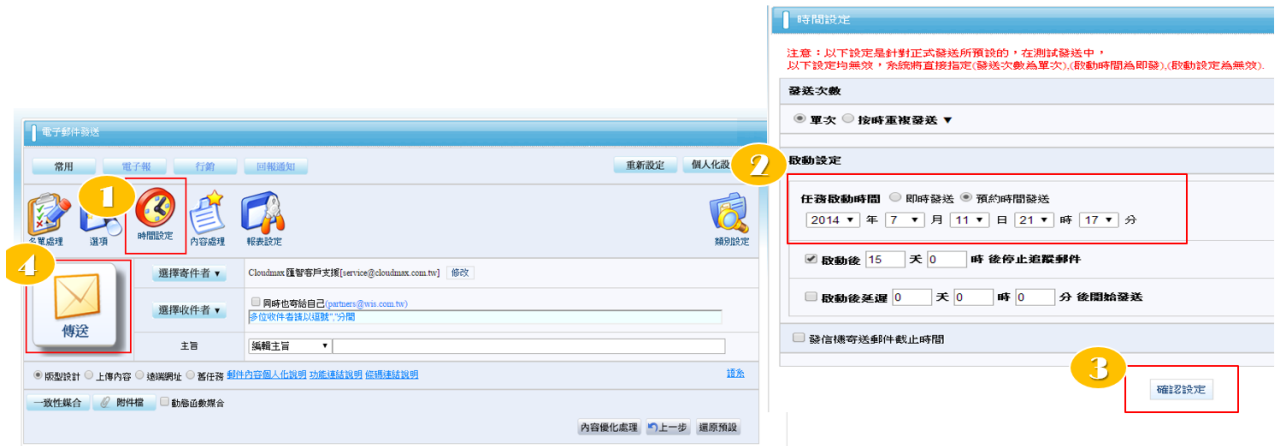 電子郵件發送
常用 電子報 行銷 回報通知 重新設定 個人化設
1
名單處理 選項 時間設定 內容處理 報表設定 類別設定
4
傳送
選擇寄件者▼ Cloudmax 匯智客戶支援[service@cloudmax.com.tw] 修改
選擇收件者▼ 同時也寄給自己(partners@wis.com.tw)
多位收件者請以逗號","分開
主旨 編輯主旨 ▼
版型設計 上傳內容 遠端網址 舊任務 郵件內容個人化說明 功能連結說明 條碼連結說明
一致性媒合 附件檔 動態函數媒合
內容優化處理 上一步 還原預設
時間設定
注意：以下設定是針對正式發送所預設的，在測試發送中，
以下設定均無效，系統將直接指定(發送次數為單次),(啟動時間為即發),(啟動設定為無效).
發送次數
單次 按時重複發送 ▼
2
啟動設定
任務啟動時間 即時發送 預約時間發送
2014 ▼ 年 7 ▼ 月 11 ▼ 日 21 ▼ 時 17 ▼ 分
啟動後 15 天 0 時 後停止追蹤郵件
啟動後延遲 0 天 0 時 0 分 後開始發送
發信機寄送郵件截止時間
3
確認設定